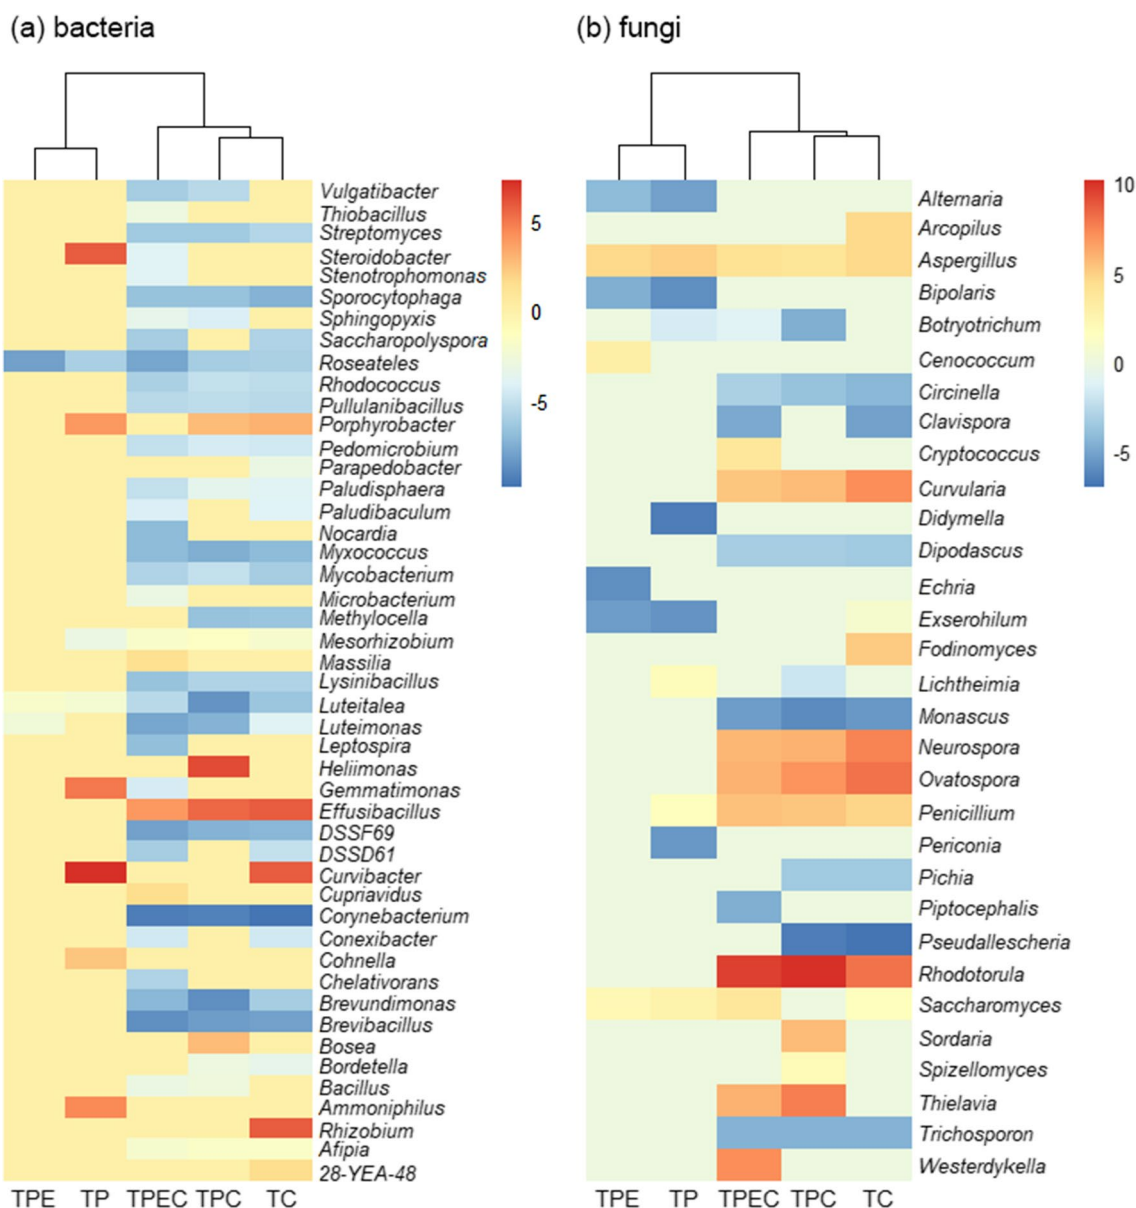 (a) bacteria
Vulgatibacter
Thiobacillus
Streptomyces
Steroidobacter
Stenotrophomonas
Sporocytophaga
Sphingopyxis
Saccharopolyspora
Roseateles
Rhodococcus
Pullulanibacillus
Porphyrobacter
Pedomicrobium
Parapedobacter
Paludisphaera
Paludibaculum
Nocardia
Myxococcus
Mycobacterium
Microbacterium
Methylocella
Mesorhizobium
Massilia
Lysinibacillus
Luteitalea
Luteimonas
Leptospira
Heliimonas
Gemmatimonas
Effusibacillus
DSSF69
DSSD61
Curvibacter
Cupriavidus
Corynebacterium
Conexibacter
Cohnella
Chelativorans
Brevundimonas
Brevibacillus
Bosea
Bordetella
Bacillus
Ammoniphilus
Rhizobium
Afipia
28-YEA-48
TPE TP TPEC TPC TC
5
0
-5
(b) fungi
Alternaria
Arcopilus
Aspergillus
Bipolaris
Botryotrichum
Cenococcum
Circinella
Clavispora
Cryptococcus
Curvularia
Didymella
Dipodascus
Echria
Exserohilum
Fodinomyces
Lichtheimia
Monascus
Neurospora
Ovatospora
Penicillium
Periconia
Pichia
Piptocephalis
Pseudallescheria
Rhodotorula
Saccharomyces
Sordaria
Spizellomyces
Thielavia
Trichosporon
Westerdykella
TPE TP TPEC TPC TC
10
5
0
-5